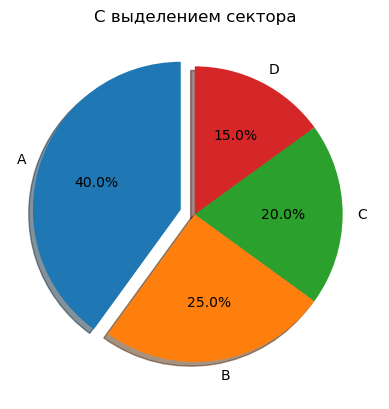 С выделением сектора
D
15.0%
A
40.0%
20.0%
C
25.0%
B